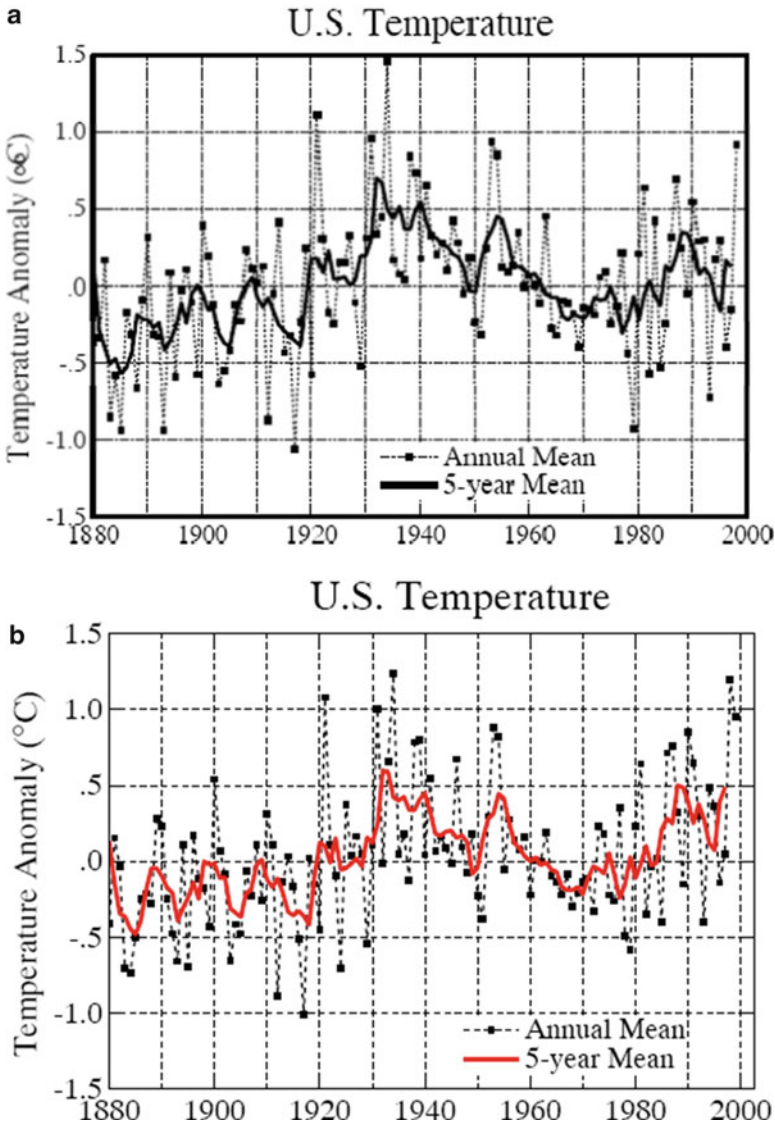 a
U.S. Temperature
1.5
1.0
.5
.0
-.5
-1.0
-1.5
Temperature Anomaly (°C)
Annual Mean
5-year Mean
1880 1900 1920 1940 1960 1980 2000
b
U.S. Temperature
1.5
1.0
.5
.0
-.5
-1.0
-1.5
Temperature Anomaly (°C)
Annual Mean
5-year Mean
1880 1900 1920 1940 1960 1980 2000